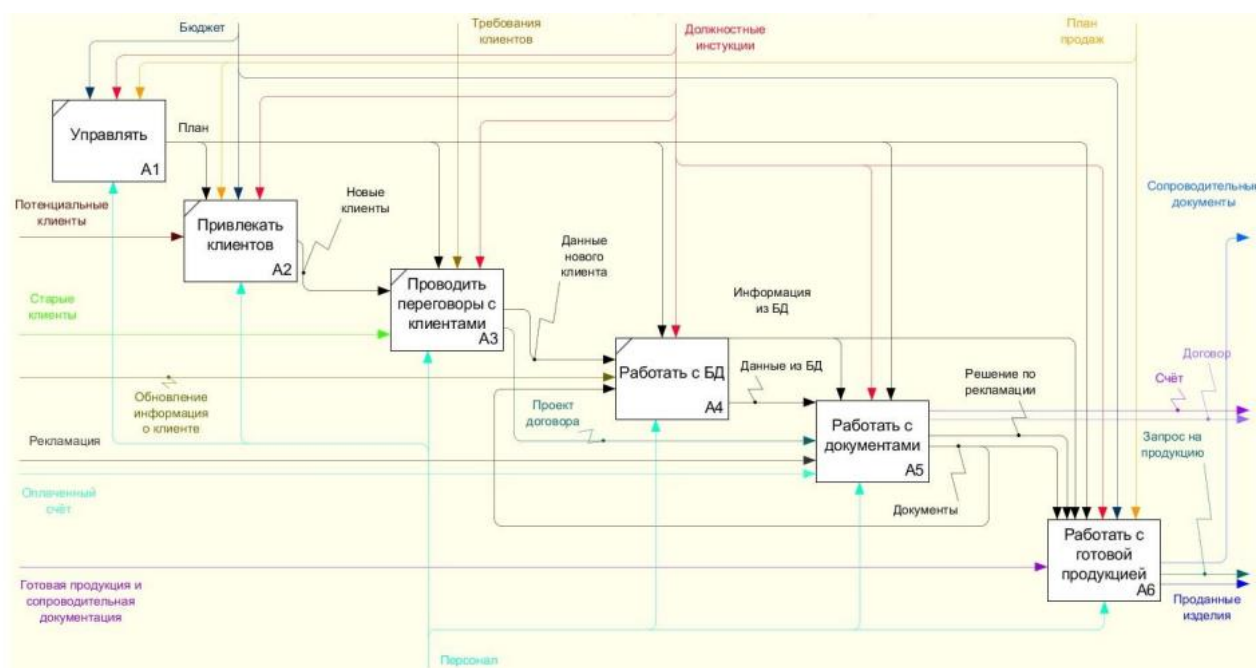 Бюджет
Требования
клиентов
Должностные
инстукции
План
продаж
Управлять
A1
План
Потенциальные
клиенты
Привлекать
клиентов
A2
Новые
клиенты
Сопроводительные
документы
Данные
нового
клиента
Проводить
переговоры с
клиентами
A3
Старые
клиенты
Информация
из БД
Работать с БД
A4
Данные из БД
Решение по
рекламации
Договор
Счёт
Обновление
информация
о клиенте
Проект
договора
Работать с
документами
A5
Запрос на
продукцию
Рекламация
Оплаченный
счёт
Документы
Работать с
готовой
продукцией
A6
Готовая продукция и
сопроводительная
документация
Проданные
изделия
Персонал